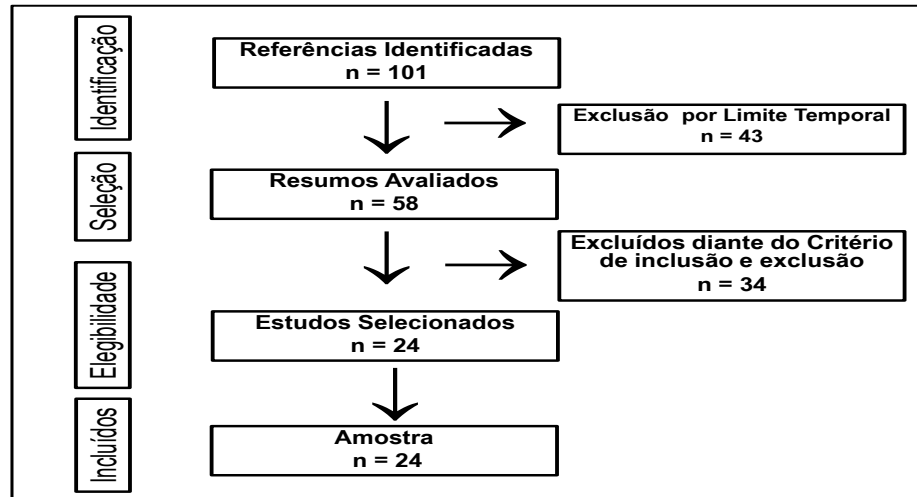 Identificação
Referências Identificadas
n = 101
Exclusão por Limite Temporal
n = 43
Seleção
Resumos Avaliados
n = 58
Excluídos diante do Critério
de inclusão e exclusão
n = 34
Elegibilidade
Estudos Selecionados
n = 24
Incluídos
Amostra
n = 24